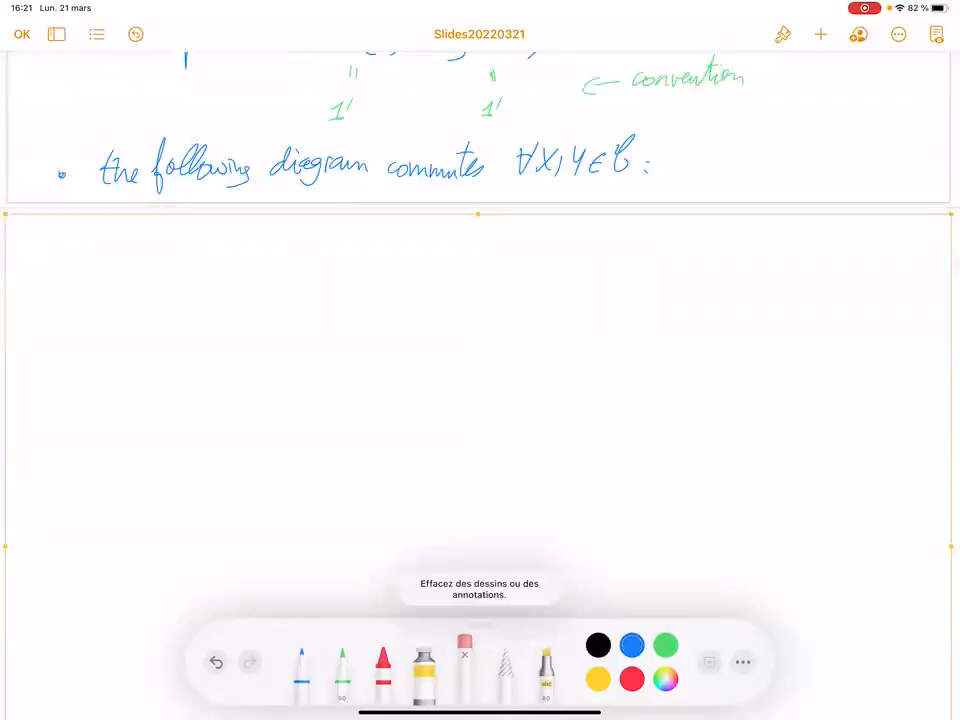 16:21 Lun. 21 mars 82 %
OK Slides20220321
← convention
1' 1'
• the following diagram commutes ∀X,Y∈C :
Effacez des dessins ou des
annotations.